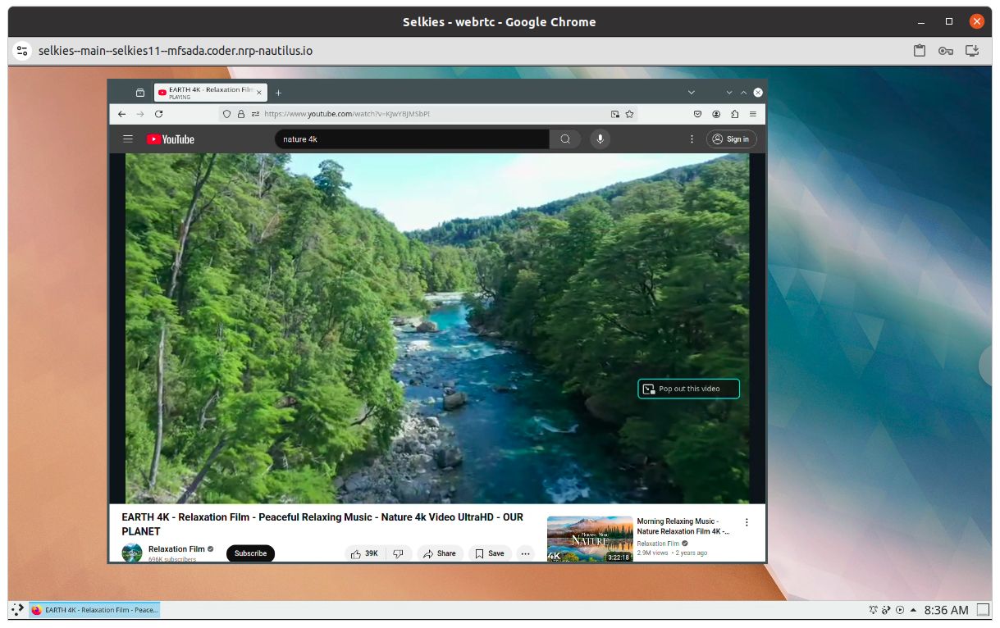 Selkies - webrtc - Google Chrome
selkies--main--selkies11--mfsada.coder.nrp-nautilus.io
EARTH 4K - Relaxation Film
PLAYING
https://www.youtube.com/watch?v=KJwYBJMSbPI
YouTube
nature 4k
Sign in
Pop out this video
EARTH 4K - Relaxation Film - Peaceful Relaxing Music - Nature 4k Video UltraHD - OUR
PLANET
Relaxation Film
696K subscribers
Subscribe
39K
Share
Save
MORNING MUSIC
NATURE
4K
3:22:18
Morning Relaxing Music -
Nature Relaxation Film 4K -...
Relaxation Film
2.9M views • 2 years ago
EARTH 4K - Relaxation Film - Peace...
8:36 AM